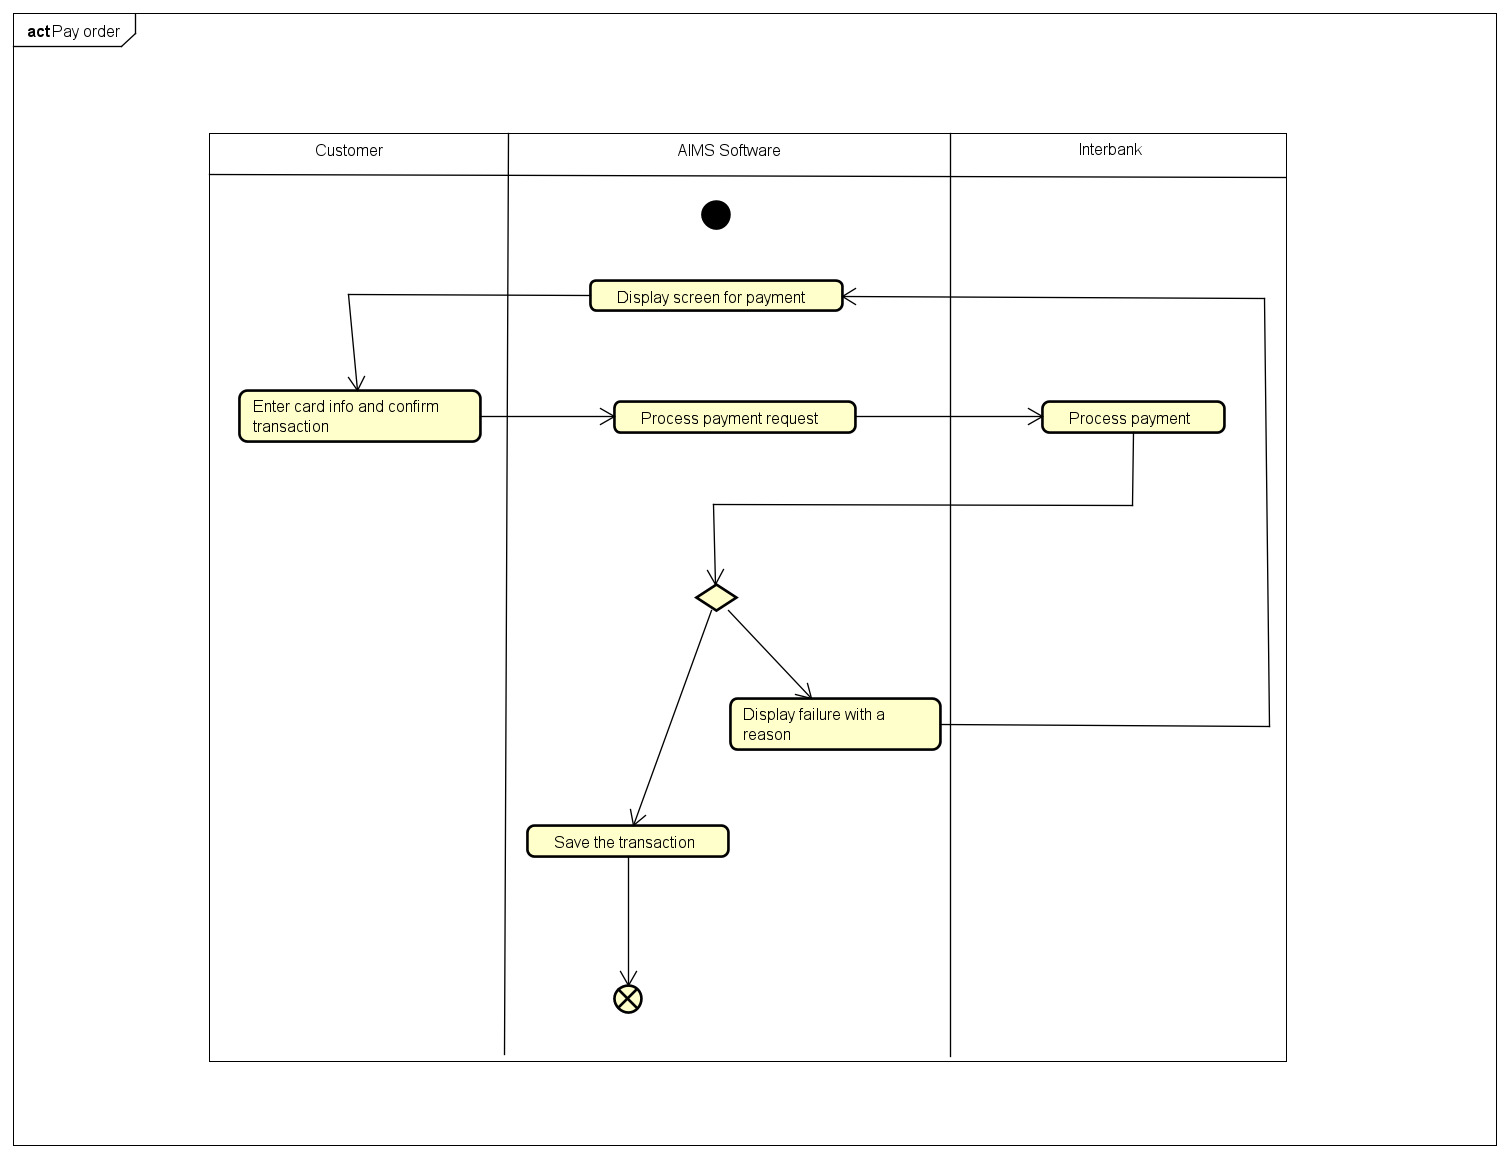 act Pay order
Customer
AIMS Software
Interbank
Display screen for payment
Enter card info and confirm
transaction
Process payment request
Process payment
Display failure with a
reason
Save the transaction